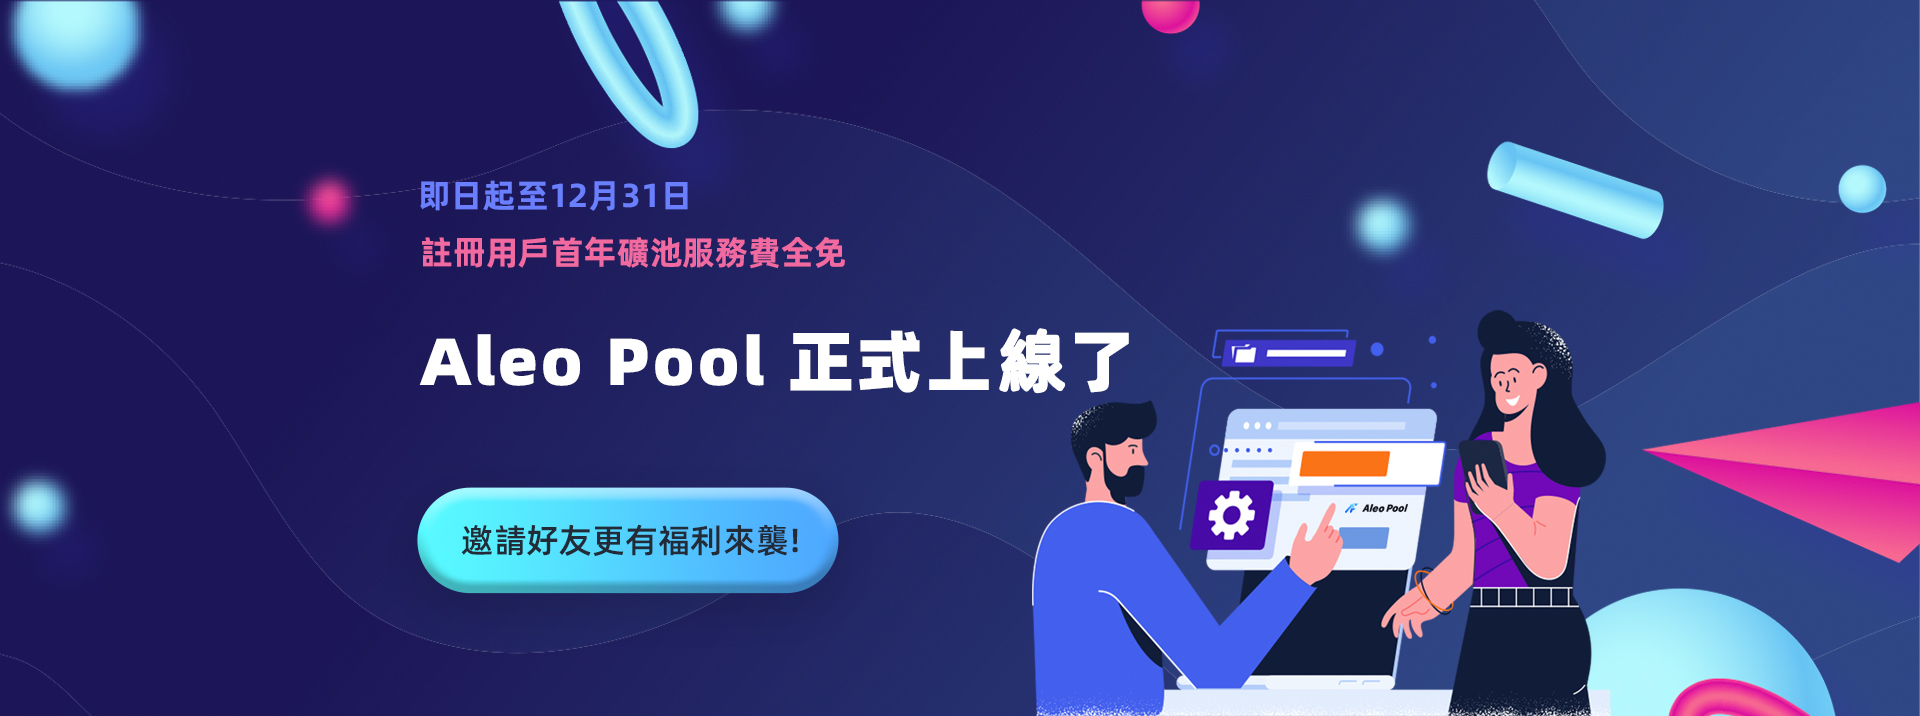 即日起至12月31日
註冊用戶首年礦池服務費全免
Aleo Pool 正式上線了
邀請好友更有福利來襲!
Aleo Pool